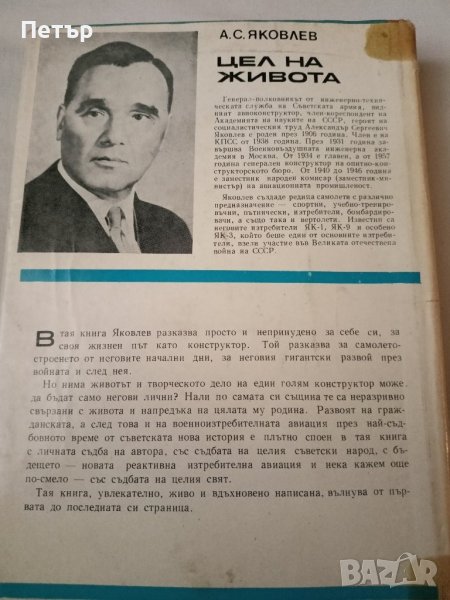 Петър
А.С. ЯКОВЛЕВ
ЦЕЛ НА
ЖИВОТА
Генерал-полковникът от инженерно-техни-
ческата служба на Съветската армия, вид-
ният авиоконструктор, член-кореспондент на
Академията на науките на СССР, героят на
социалистическия труд Александър Сергеевич
Яковлев е роден през 1906 година. Член е на
КПСС от 1938 година. През 1931 година за-
вършва Военновъздушната инженерна ака-
демия в Москва. От 1934 е главен, а от 1957
година генерален конструктор на опитно-кон-
структорското бюро. От 1940 до 1946 година
е заместник народен комисар (заместник-ми-
нистър) на авиационната промишленост.
Яковлев създаде редица самолети с различно
предназначение — спортни, учебно-трениро-
въчни, пътнически, изтребители, бомбардиро-
вачи, а също така и вертолети. Известни са
неговите изтребители ЯК-1, ЯК-9 и особено
ЯК-3, който беше един от основните изтреби-
тели, взели участие във Великата отечествена
война на СССР.
В тая книга Яковлев разказва просто и непринудено за себе си, за
своя жизнен път като конструктор. Той разказва за самолето-
строенето от неговите начални дни, за неговия гигантски развой през
войната и след нея.
Но нима животът и творческото дело на един голям конструктор може
да бъдат само негови лични? Нали по самата си същина те са неразривно
свързани с живота и напредъка на цялата му родина. Развоят на граж-
данската, а след това и на военноизтребителната авиация през най-съд-
бовното време от съветската нова история е плътно споен в тая книга
с личната съдба на автора, със съдбата на целия съветски народ, с бъ-
дещето — новата реактивна изтребителна авиация и нека кажем още
по-смело — със съдбата на целия свят.
Тая книга, увлекателно, живо и вдъхновено написана, вълнува от пър-
вата до последната си страница.
BAZAR